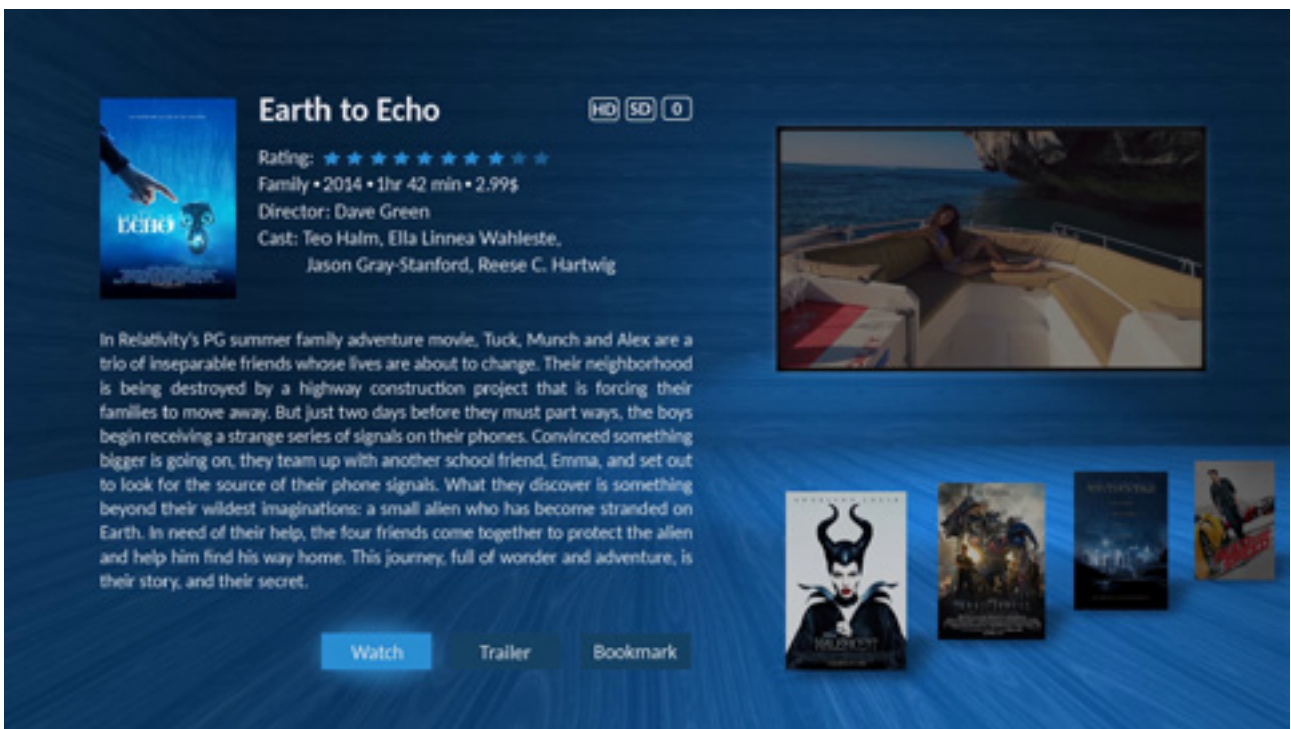 Earth to Echo
HD SD 0
Rating:
Family • 2014 • 1hr 42 min • 2.99$
Director: Dave Green
Cast: Teo Halm, Ella Linnea Wahleste,
Jason Gray-Stanford, Reese C. Hartwig
ECHO
In Relativity's PG summer family adventure movie, Tuck, Munch and Alex are a
trio of inseparable friends whose lives are about to change. Their neighborhood
is being destroyed by a highway construction project that is forcing their
families to move away. But just two days before they must part ways, the boys
begin receiving a strange series of signals on their phones. Convinced something
bigger is going on, they team up with another school friend, Emma, and set out
to look for the source of their phone signals. What they discover is something
beyond their wildest imaginations: a small alien who has become stranded on
Earth. In need of their help, the four friends come together to protect the alien
and help him find his way home. This journey, full of wonder and adventure, is
their story, and their secret.
Watch Trailer Bookmark
MALEFICENT